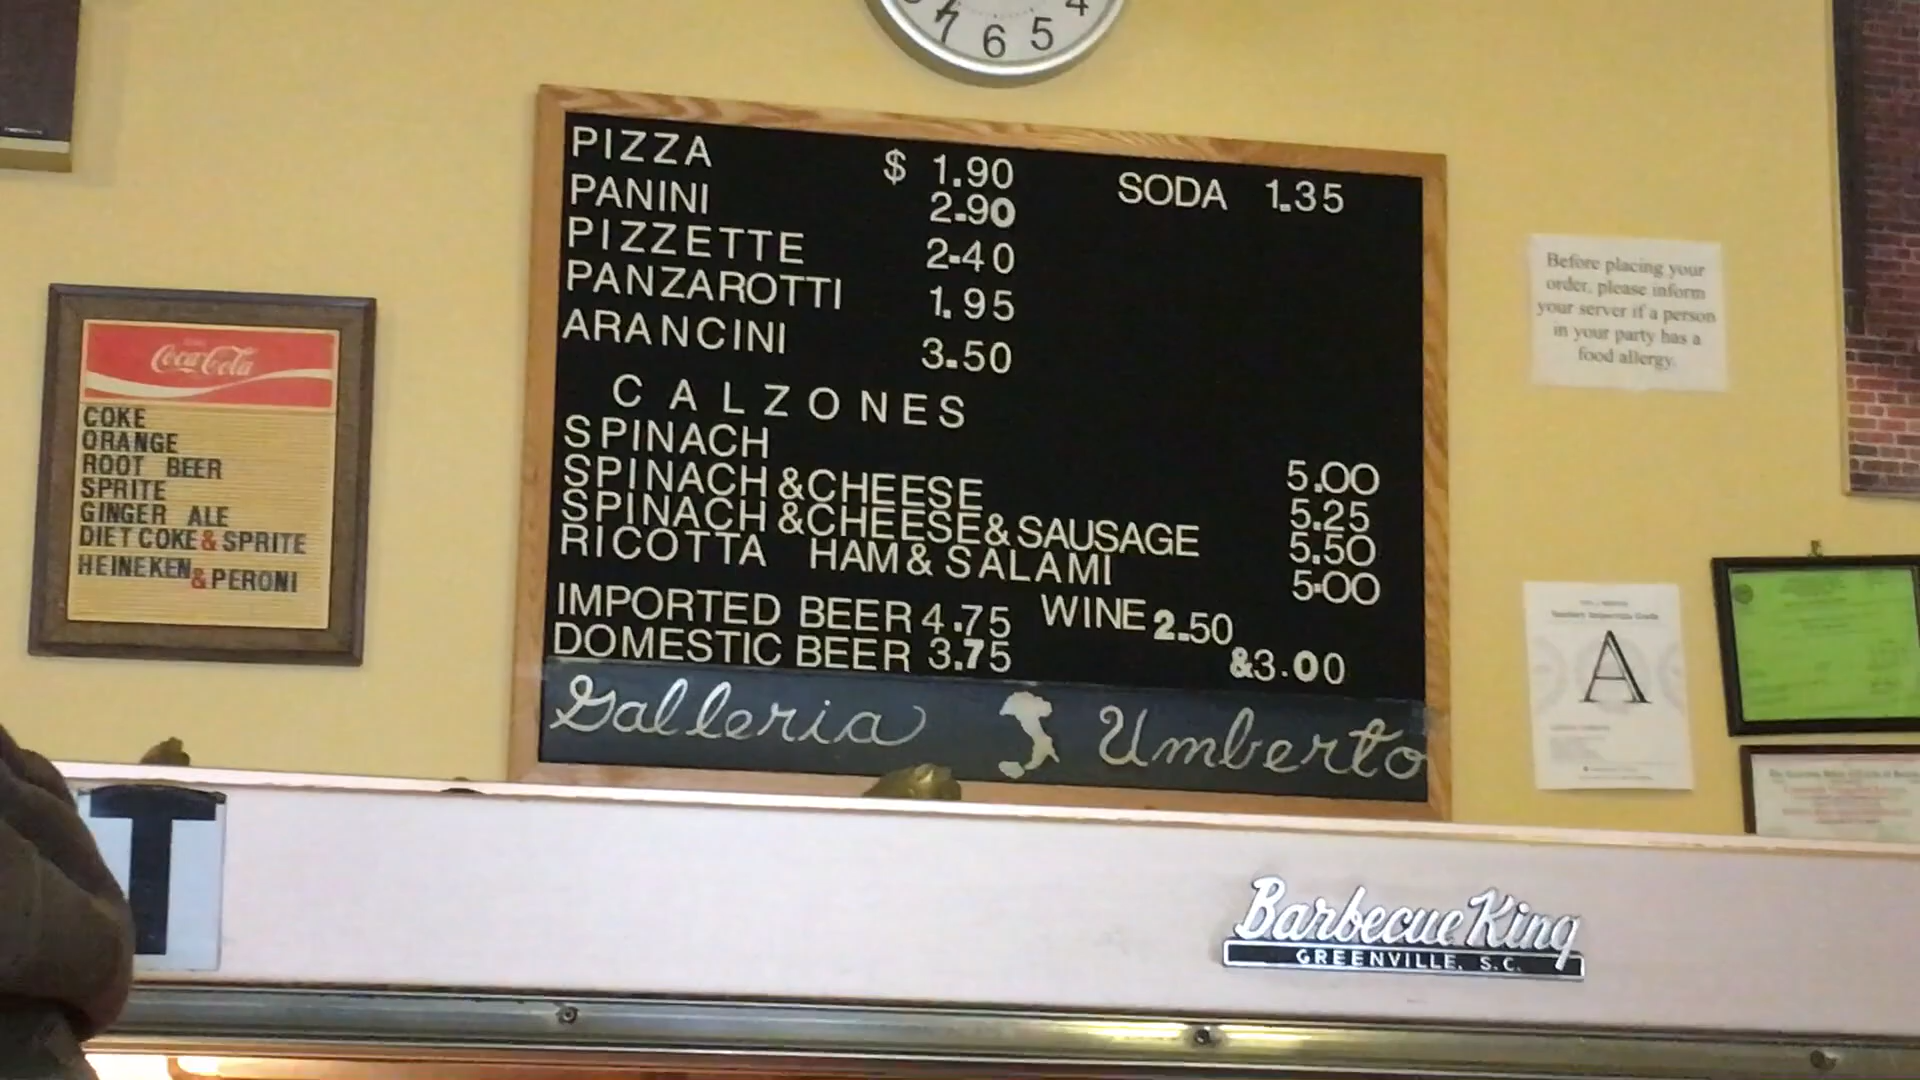 7 6 5 4
PIZZA $ 1.90
PANINI 2.90
PIZZETTE 2-40
PANZAROTTI 1.95
ARANCINI 3.50
SODA 1.35
CALZONES
SPINACH 5.00
SPINACH &CHEESE 5.25
SPINACH &CHEESE&SAUSAGE 5.50
RICOTTA HAM& SALAMI 5.00
IMPORTED BEER 4.75 WINE 2.50
DOMESTIC BEER 3.75 &3.00
Galleria Umberto
Coca-Cola
COKE
ORANGE
ROOT BEER
SPRITE
GINGER ALE
DIET COKE & SPRITE
HEINEKEN & PERONI
Before placing your
order, please inform
your server if a person
in your party has a
food allergy.
A
T
Barbecue King
GREENVILLE, S.C.